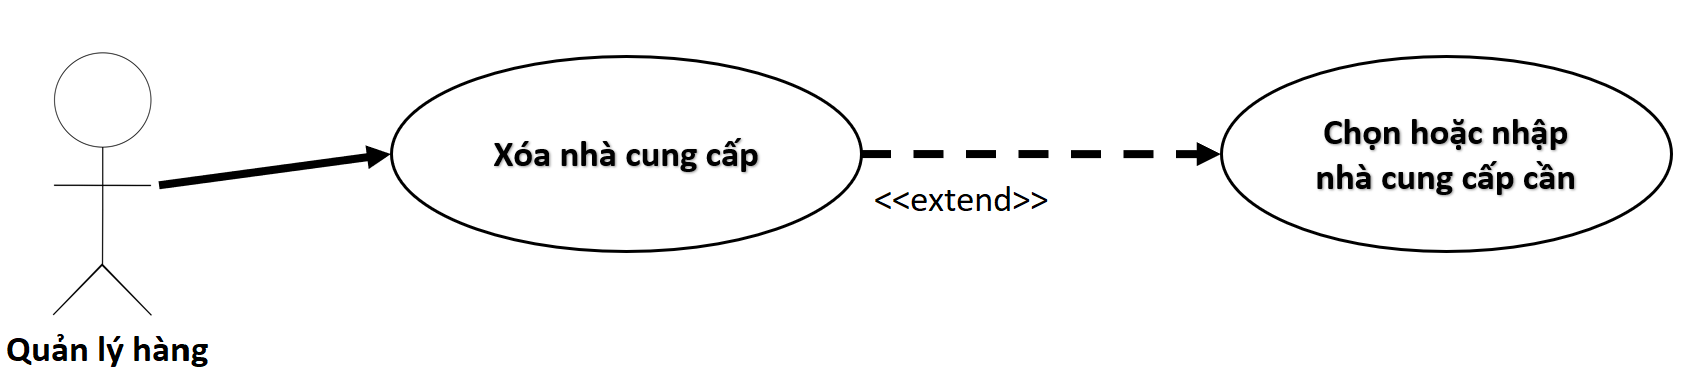 Xóa nhà cung cấp
<<extend>>
Chọn hoặc nhập
nhà cung cấp cần
Quản lý hàng